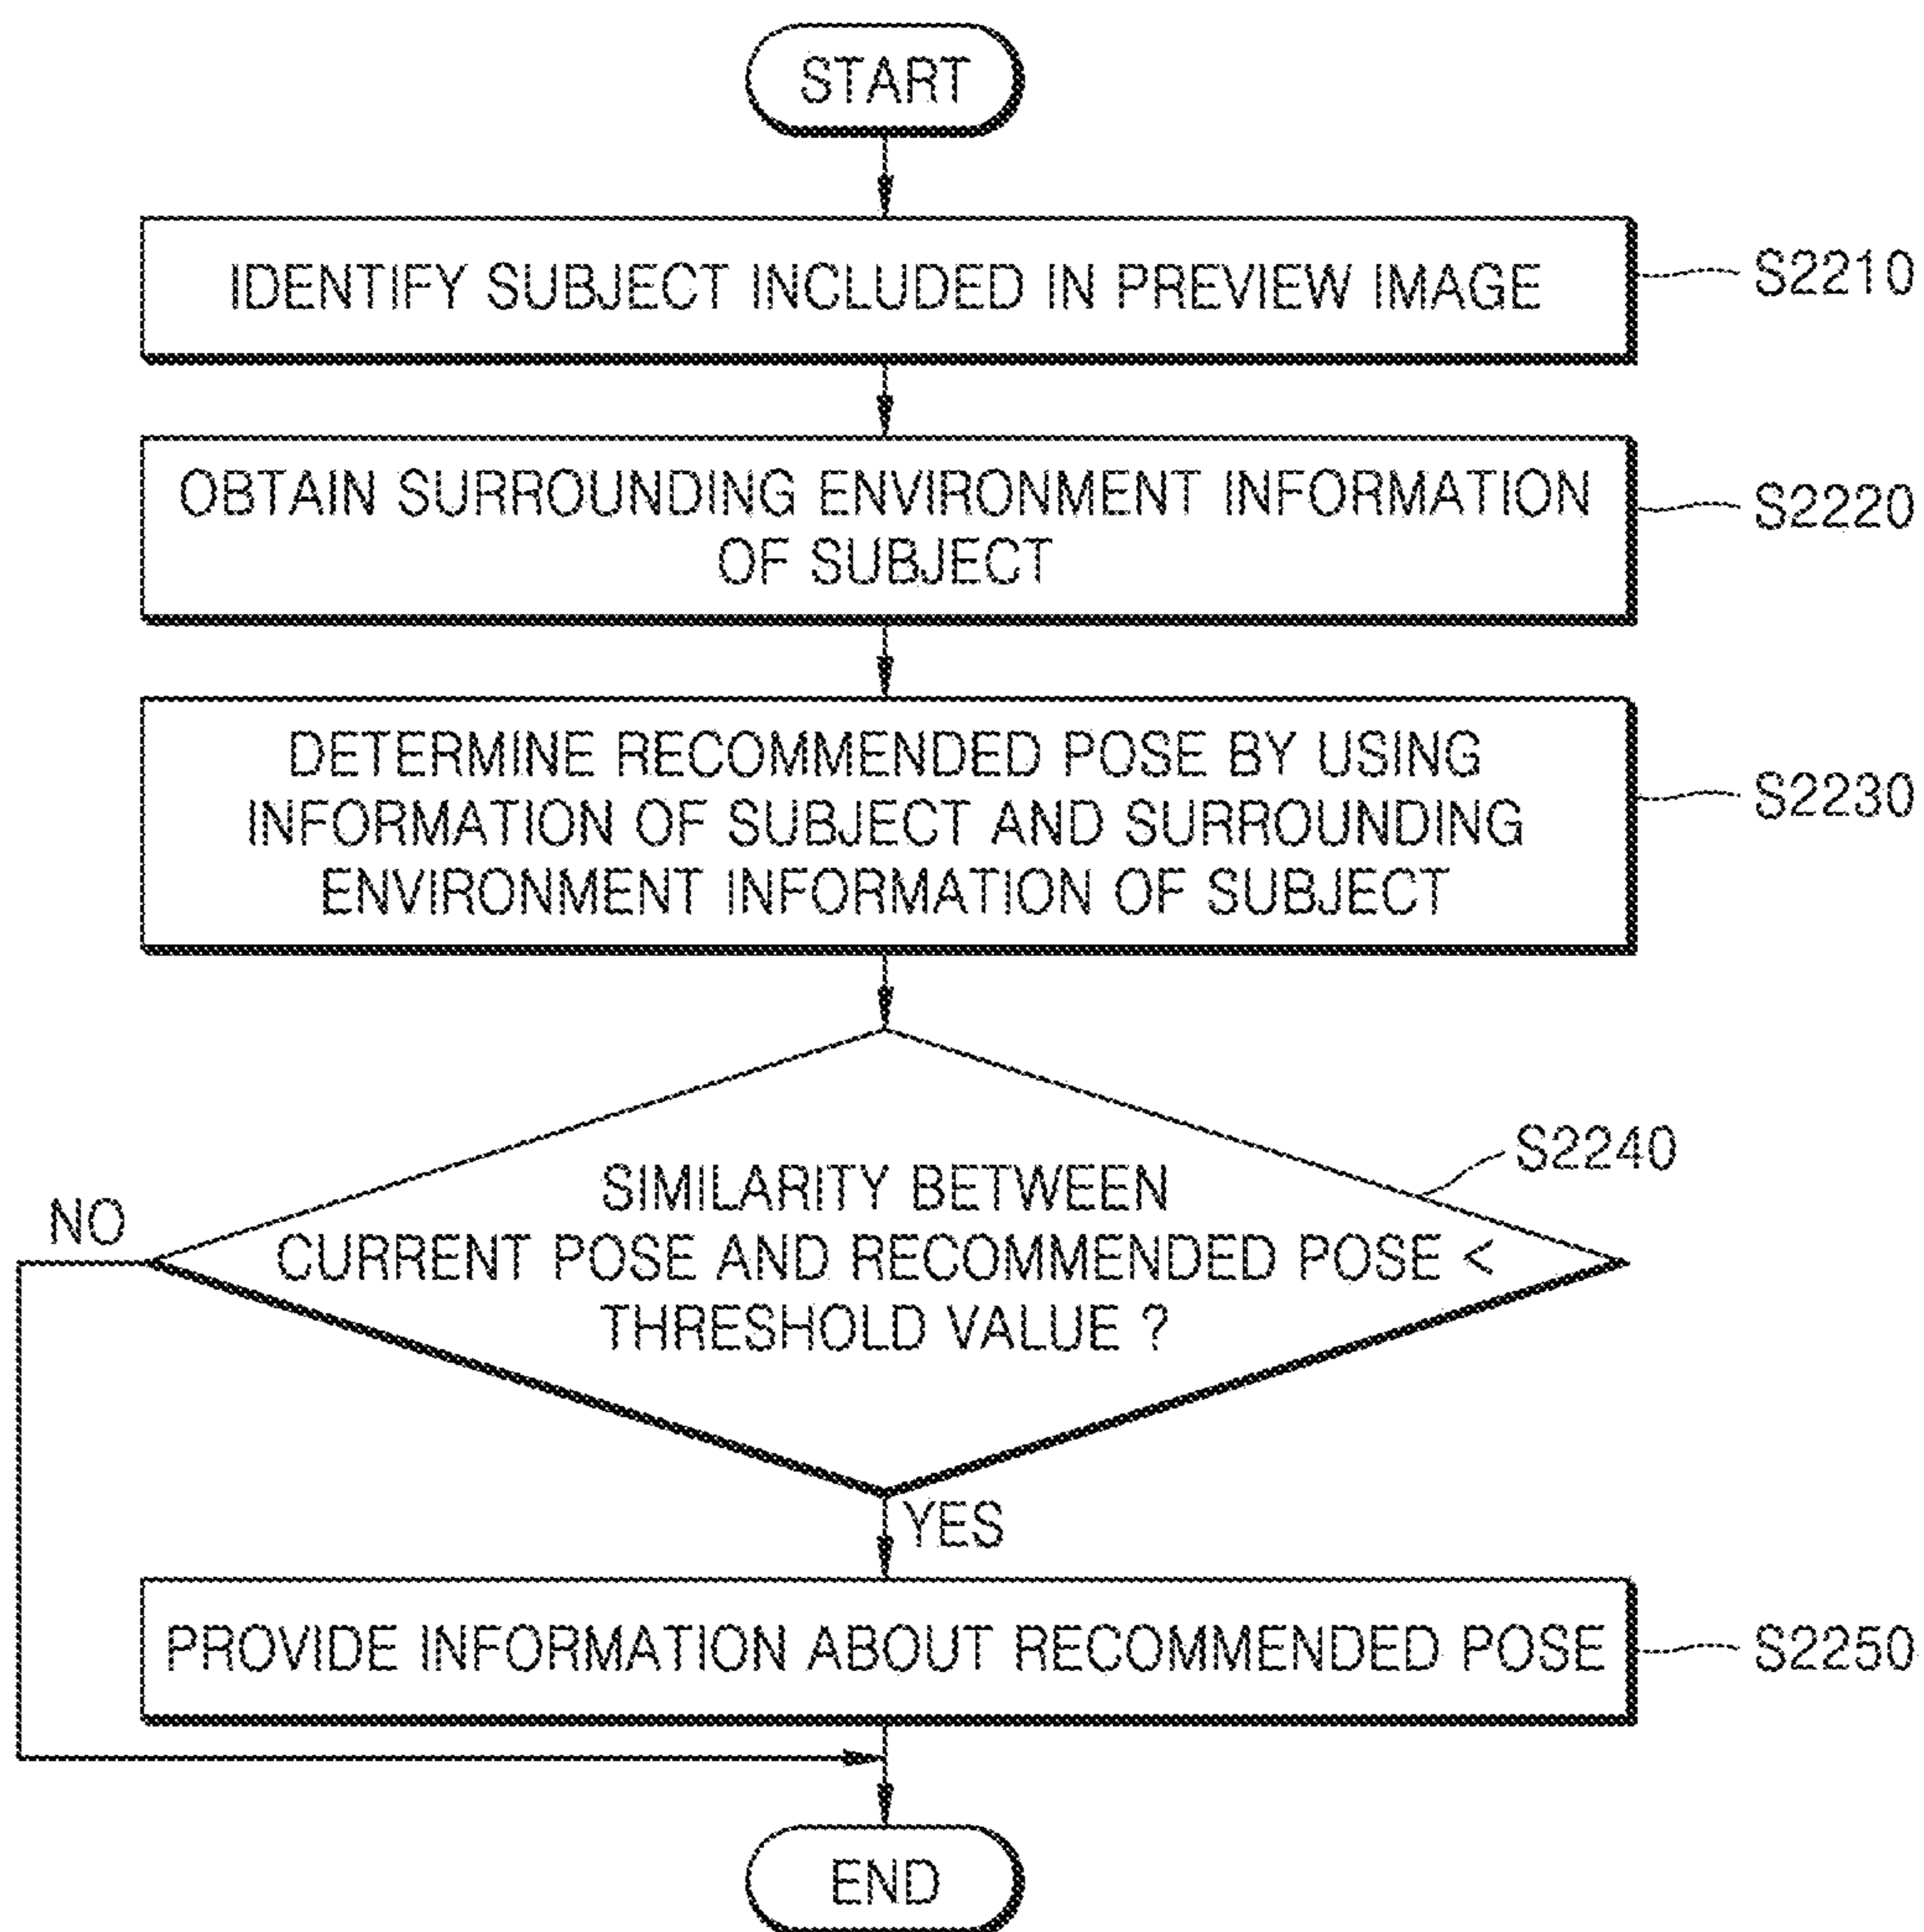 START
IDENTIFY SUBJECT INCLUDED IN PREVIEW IMAGE
S2210
OBTAIN SURROUNDING ENVIRONMENT INFORMATION
OF SUBJECT
S2220
DETERMINE RECOMMENDED POSE BY USING
INFORMATION OF SUBJECT AND SURROUNDING
ENVIRONMENT INFORMATION OF SUBJECT
S2230
SIMILARITY BETWEEN
CURRENT POSE AND RECOMMENDED POSE <
THRESHOLD VALUE ?
S2240
NO
YES
PROVIDE INFORMATION ABOUT RECOMMENDED POSE
S2250
END